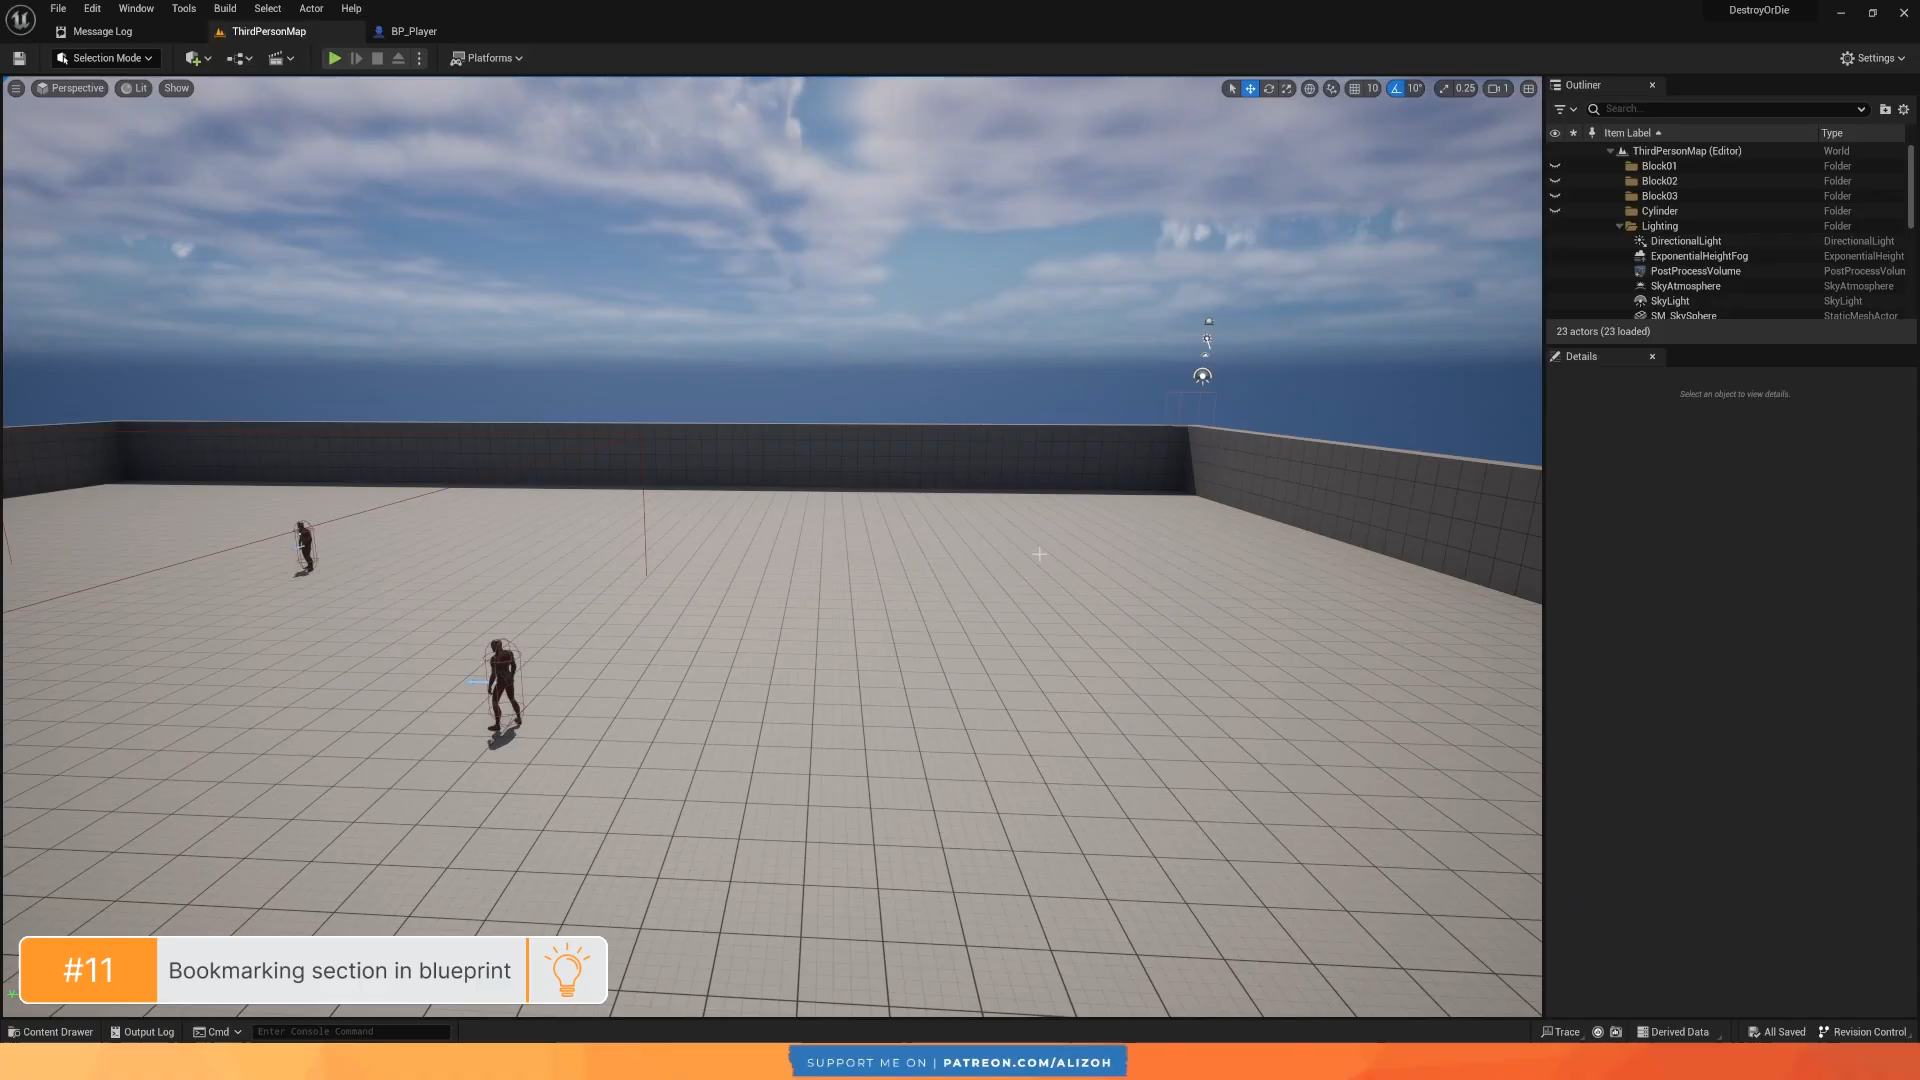 File Edit Window Tools Build Select Actor Help
DestroyOrDie
Message Log
ThirdPersonMap
BP_Player
Selection Mode
Platforms
Settings
Perspective
Lit
Show
10
10°
0.25
1
Outliner
Search...
Item Label
Type
ThirdPersonMap (Editor) World
Block01 Folder
Block02 Folder
Block03 Folder
Cylinder Folder
Lighting Folder
DirectionalLight DirectionalLight
ExponentialHeightFog ExponentialHeight
PostProcessVolume PostProcessVolun
SkyAtmosphere SkyAtmosphere
SkyLight SkyLight
SM_SkySphere StaticMeshActor
23 actors (23 loaded)
Details
Select an object to view details.
#11 Bookmarking section in blueprint
Content Drawer
Output Log
Cmd
Enter Console Command
Trace
Derived Data
All Saved
Revision Control
SUPPORT ME ON | PATREON.COM/ALIZOH